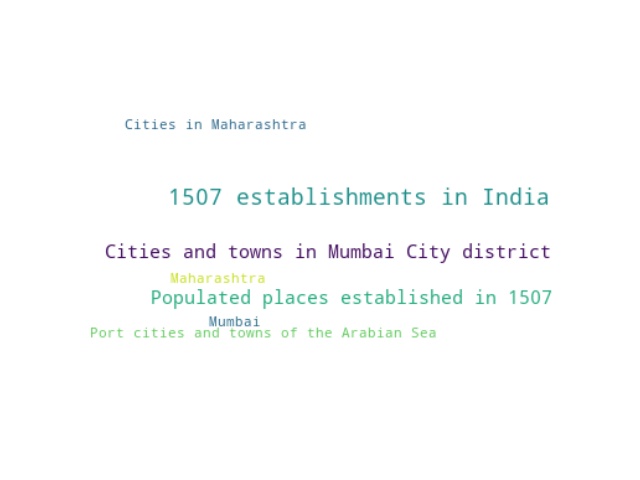 Cities in Maharashtra
1507 establishments in India
Cities and towns in Mumbai City district
Maharashtra
Populated places established in 1507
Mumbai
Port cities and towns of the Arabian Sea